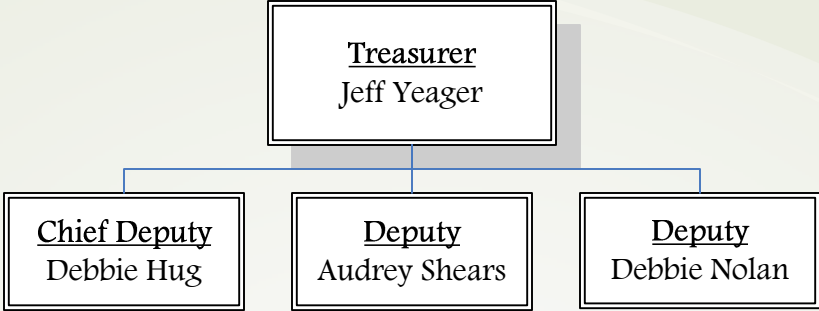 Treasurer
Jeff Yeager
Chief Deputy
Debbie Hug
Deputy
Audrey Shears
Deputy
Debbie Nolan